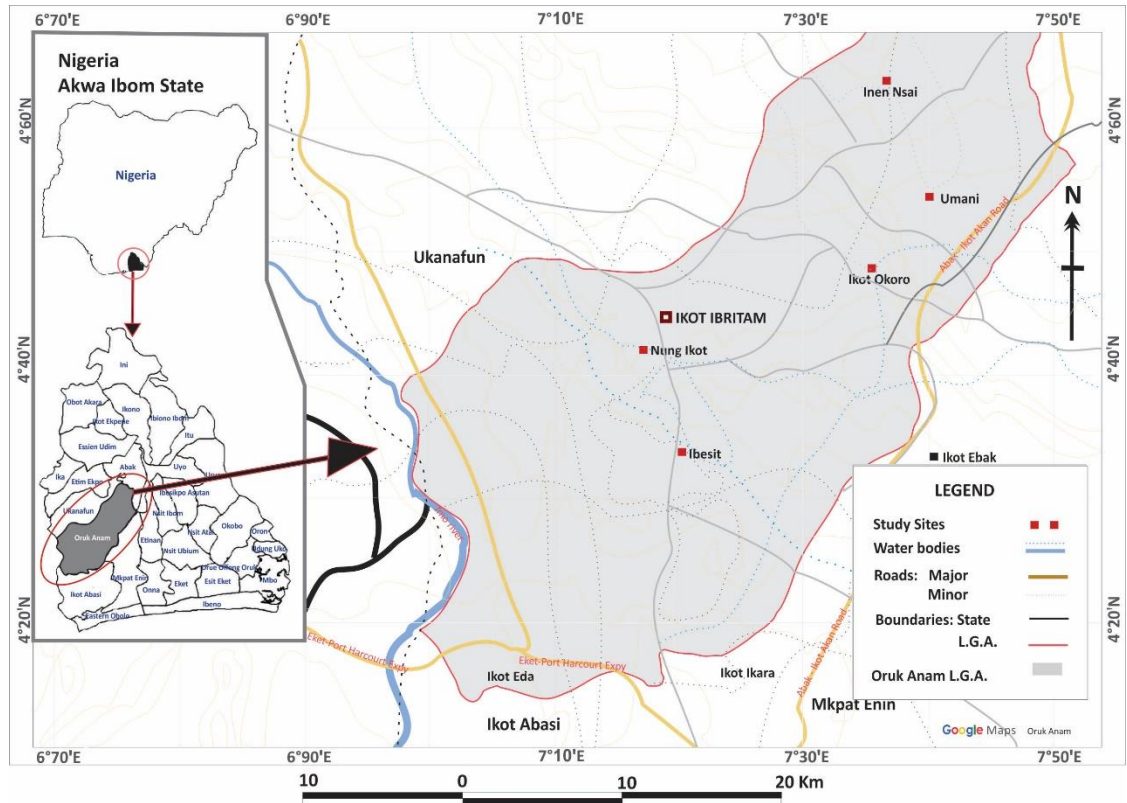 6°70'E
6°90'E
7°10'E
7°30'E
7°50'E
Nigeria
Akwa Ibom State
Nigeria
Ini
Obot Akara
Ikono
Ikot Ekpene
Ibiono Ibom
Itu
Essien Udim
Abak
Uyo
Ika
Etim Ekpo
Ibesikpo Asutan
Ukanafun
Nsit Ibom
Oruk Anam
Etinan
Nsit Atai
Okobo
Oron
Nsit Ubium
Udung Uko
Mkpat Enin
Ikot Abasi
Onna
Eket
Esit Eket
Mbo
Ibeno
Eastern Obolo
4°60'N
4°40'N
4°20'N
4°60'N
4°40'N
4°20'N
Inen Nsai
Umani
N
Abak - Ikot Akan Road
Ukanafun
Ikot Okoro
IKOT IBRITAM
Nung Ikot
Ibesit
Ikot Ebak
Eket-Port Harcourt Expy
Eket-Port Harcourt Expy
Ikot Eda
Ikot Ikara
Abak - Ikot Akan Road
Ikot Abasi
Mkpat Enin
LEGEND
Study Sites
Water bodies
Roads: Major
Minor
Boundaries: State
L.G.A.
Oruk Anam L.G.A.
Google Maps Oruk Anam
6°70'E
6°90'E
7°10'E
7°30'E
7°50'E
10 0 10 20 Km